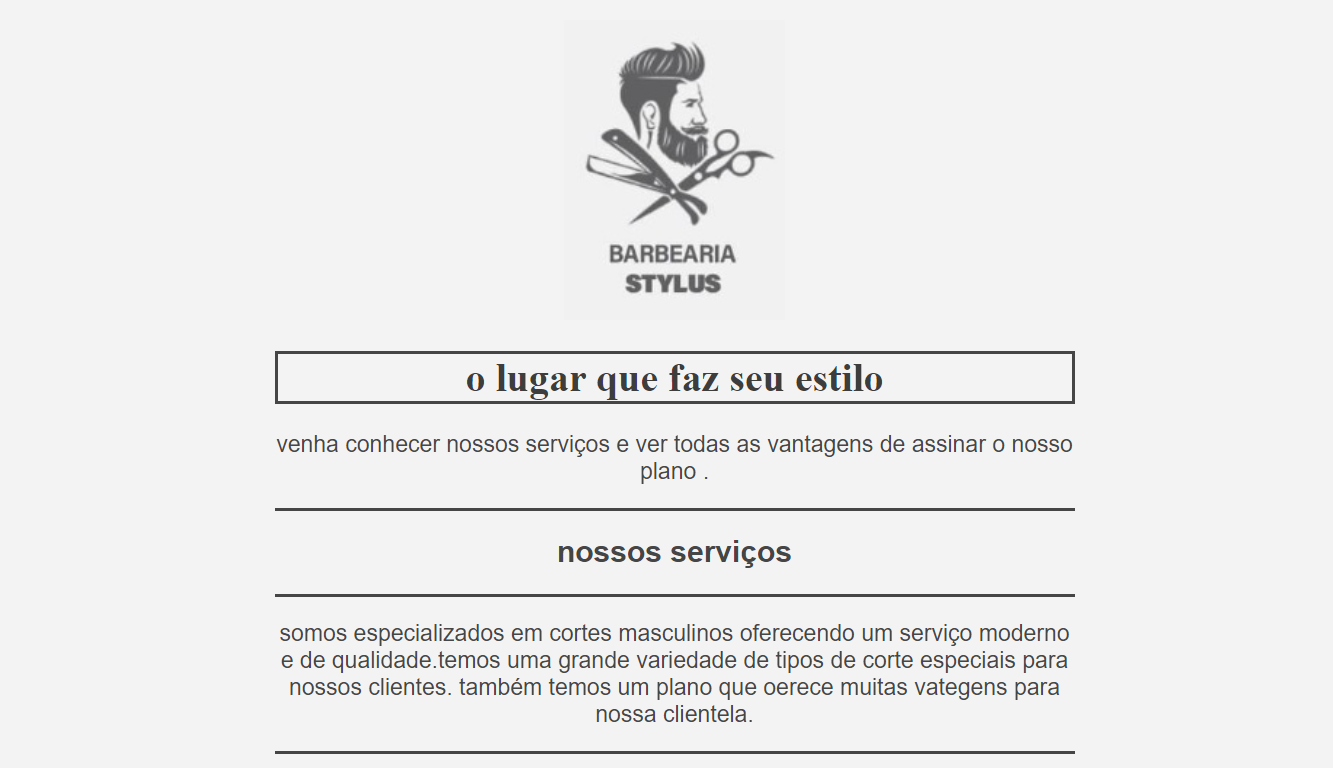 BARBEARIA
STYLUS
o lugar que faz seu estilo
venha conhecer nossos serviços e ver todas as vantagens de assinar o nosso
plano .
nossos serviços
somos especializados em cortes masculinos oferecendo um serviço moderno
e de qualidade.temos uma grande variedade de tipos de corte especiais para
nossos clientes. também temos um plano que oerece muitas vategens para
nossa clientela.